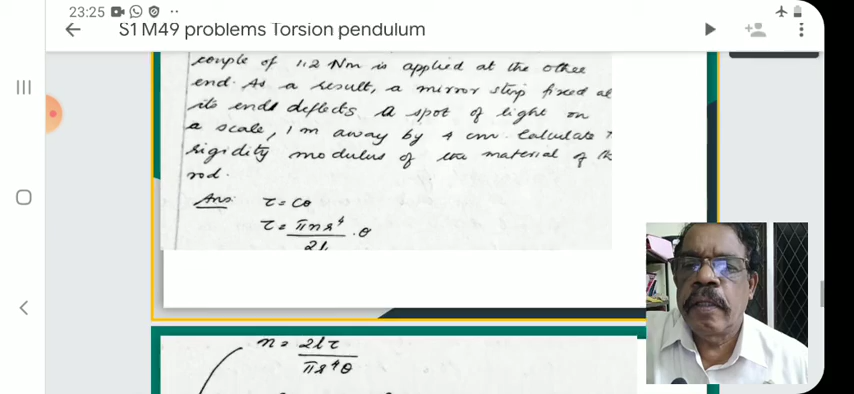 23:25
S1 M49 problems Torsion pendulum
couple of 1.2 Nm is applied at the other
end. As a result, a mirror strip fixed at
its ends deflects a spot of light on
a scale, 1 m away by 4 cm. Calculate
rigidity modulus of the material of th
rod.
Ans: τ = cθ
τ = πnr⁴/2l . θ
n = 2lτ/πr⁴θ